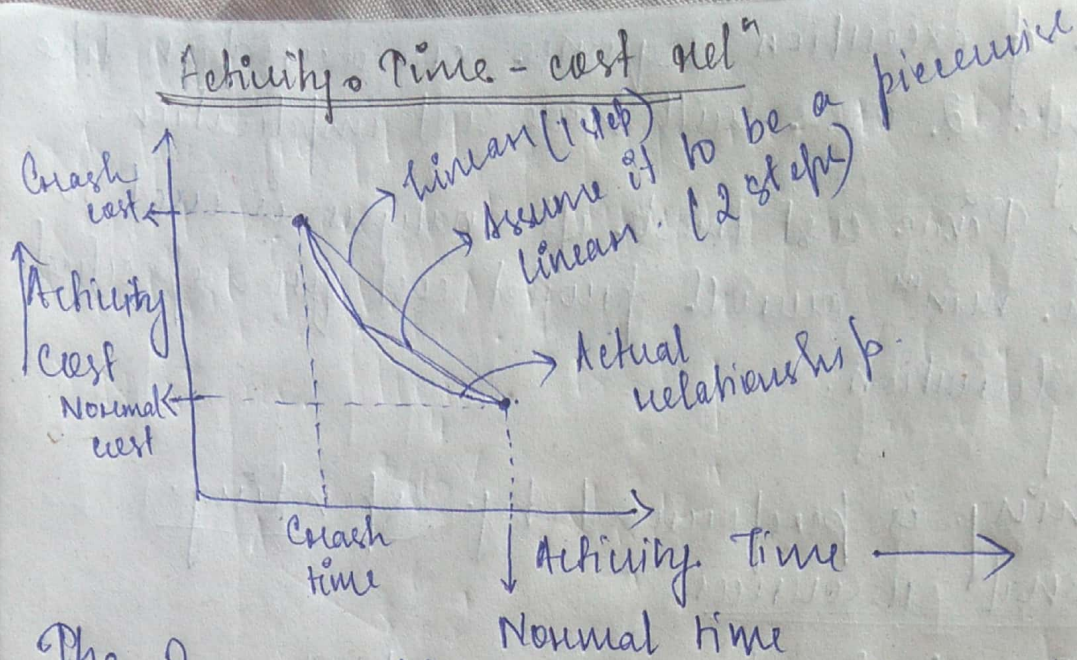 Activity Time - cost relⁿ
Linear (1 step)
Assume it to be a piecewise
linear. (2 steps)
Crash
cost
Activity
Cost
Normal
cost
Actual
relationship.
Crash
time
Activity Time
Normal time
The